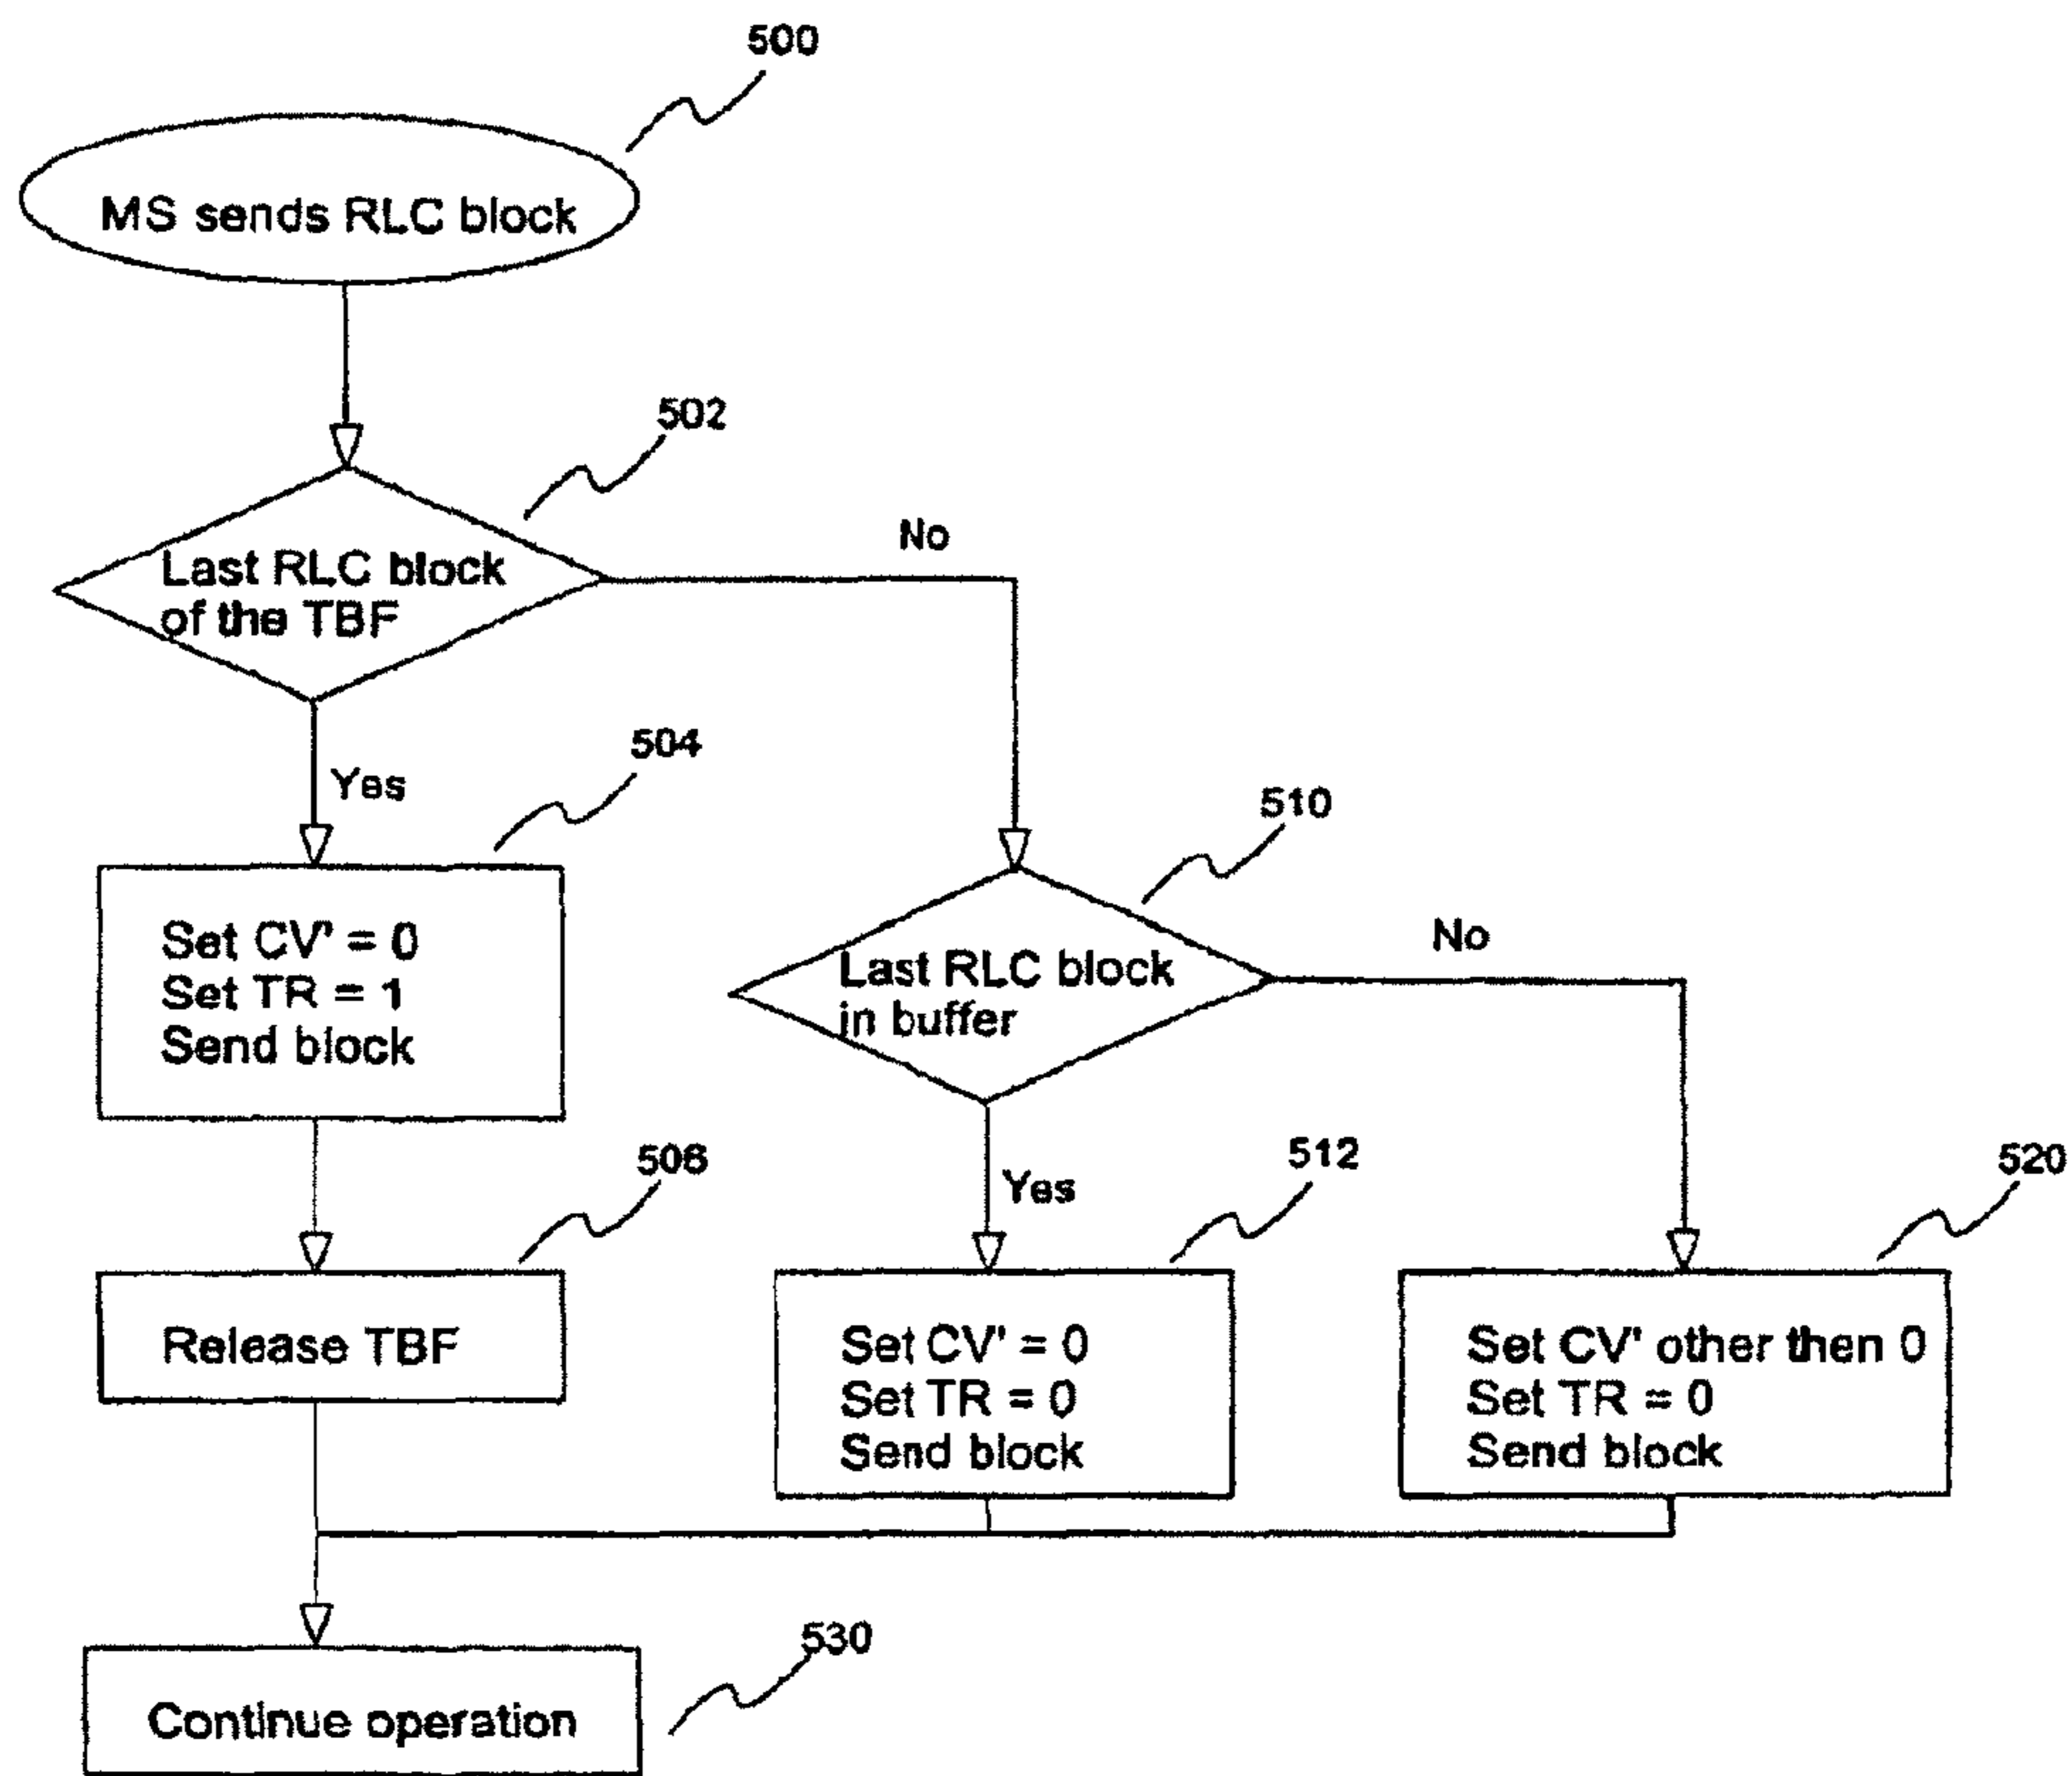 500
MS sends RLC block
502
Last RLC block
of the TBF
No
Yes
504
Set CV' = 0
Set TR = 1
Send block
510
Last RLC block
in buffer
No
Yes
506
Release TBF
512
Set CV' = 0
Set TR = 0
Send block
520
Set CV' other then 0
Set TR = 0
Send block
530
Continue operation